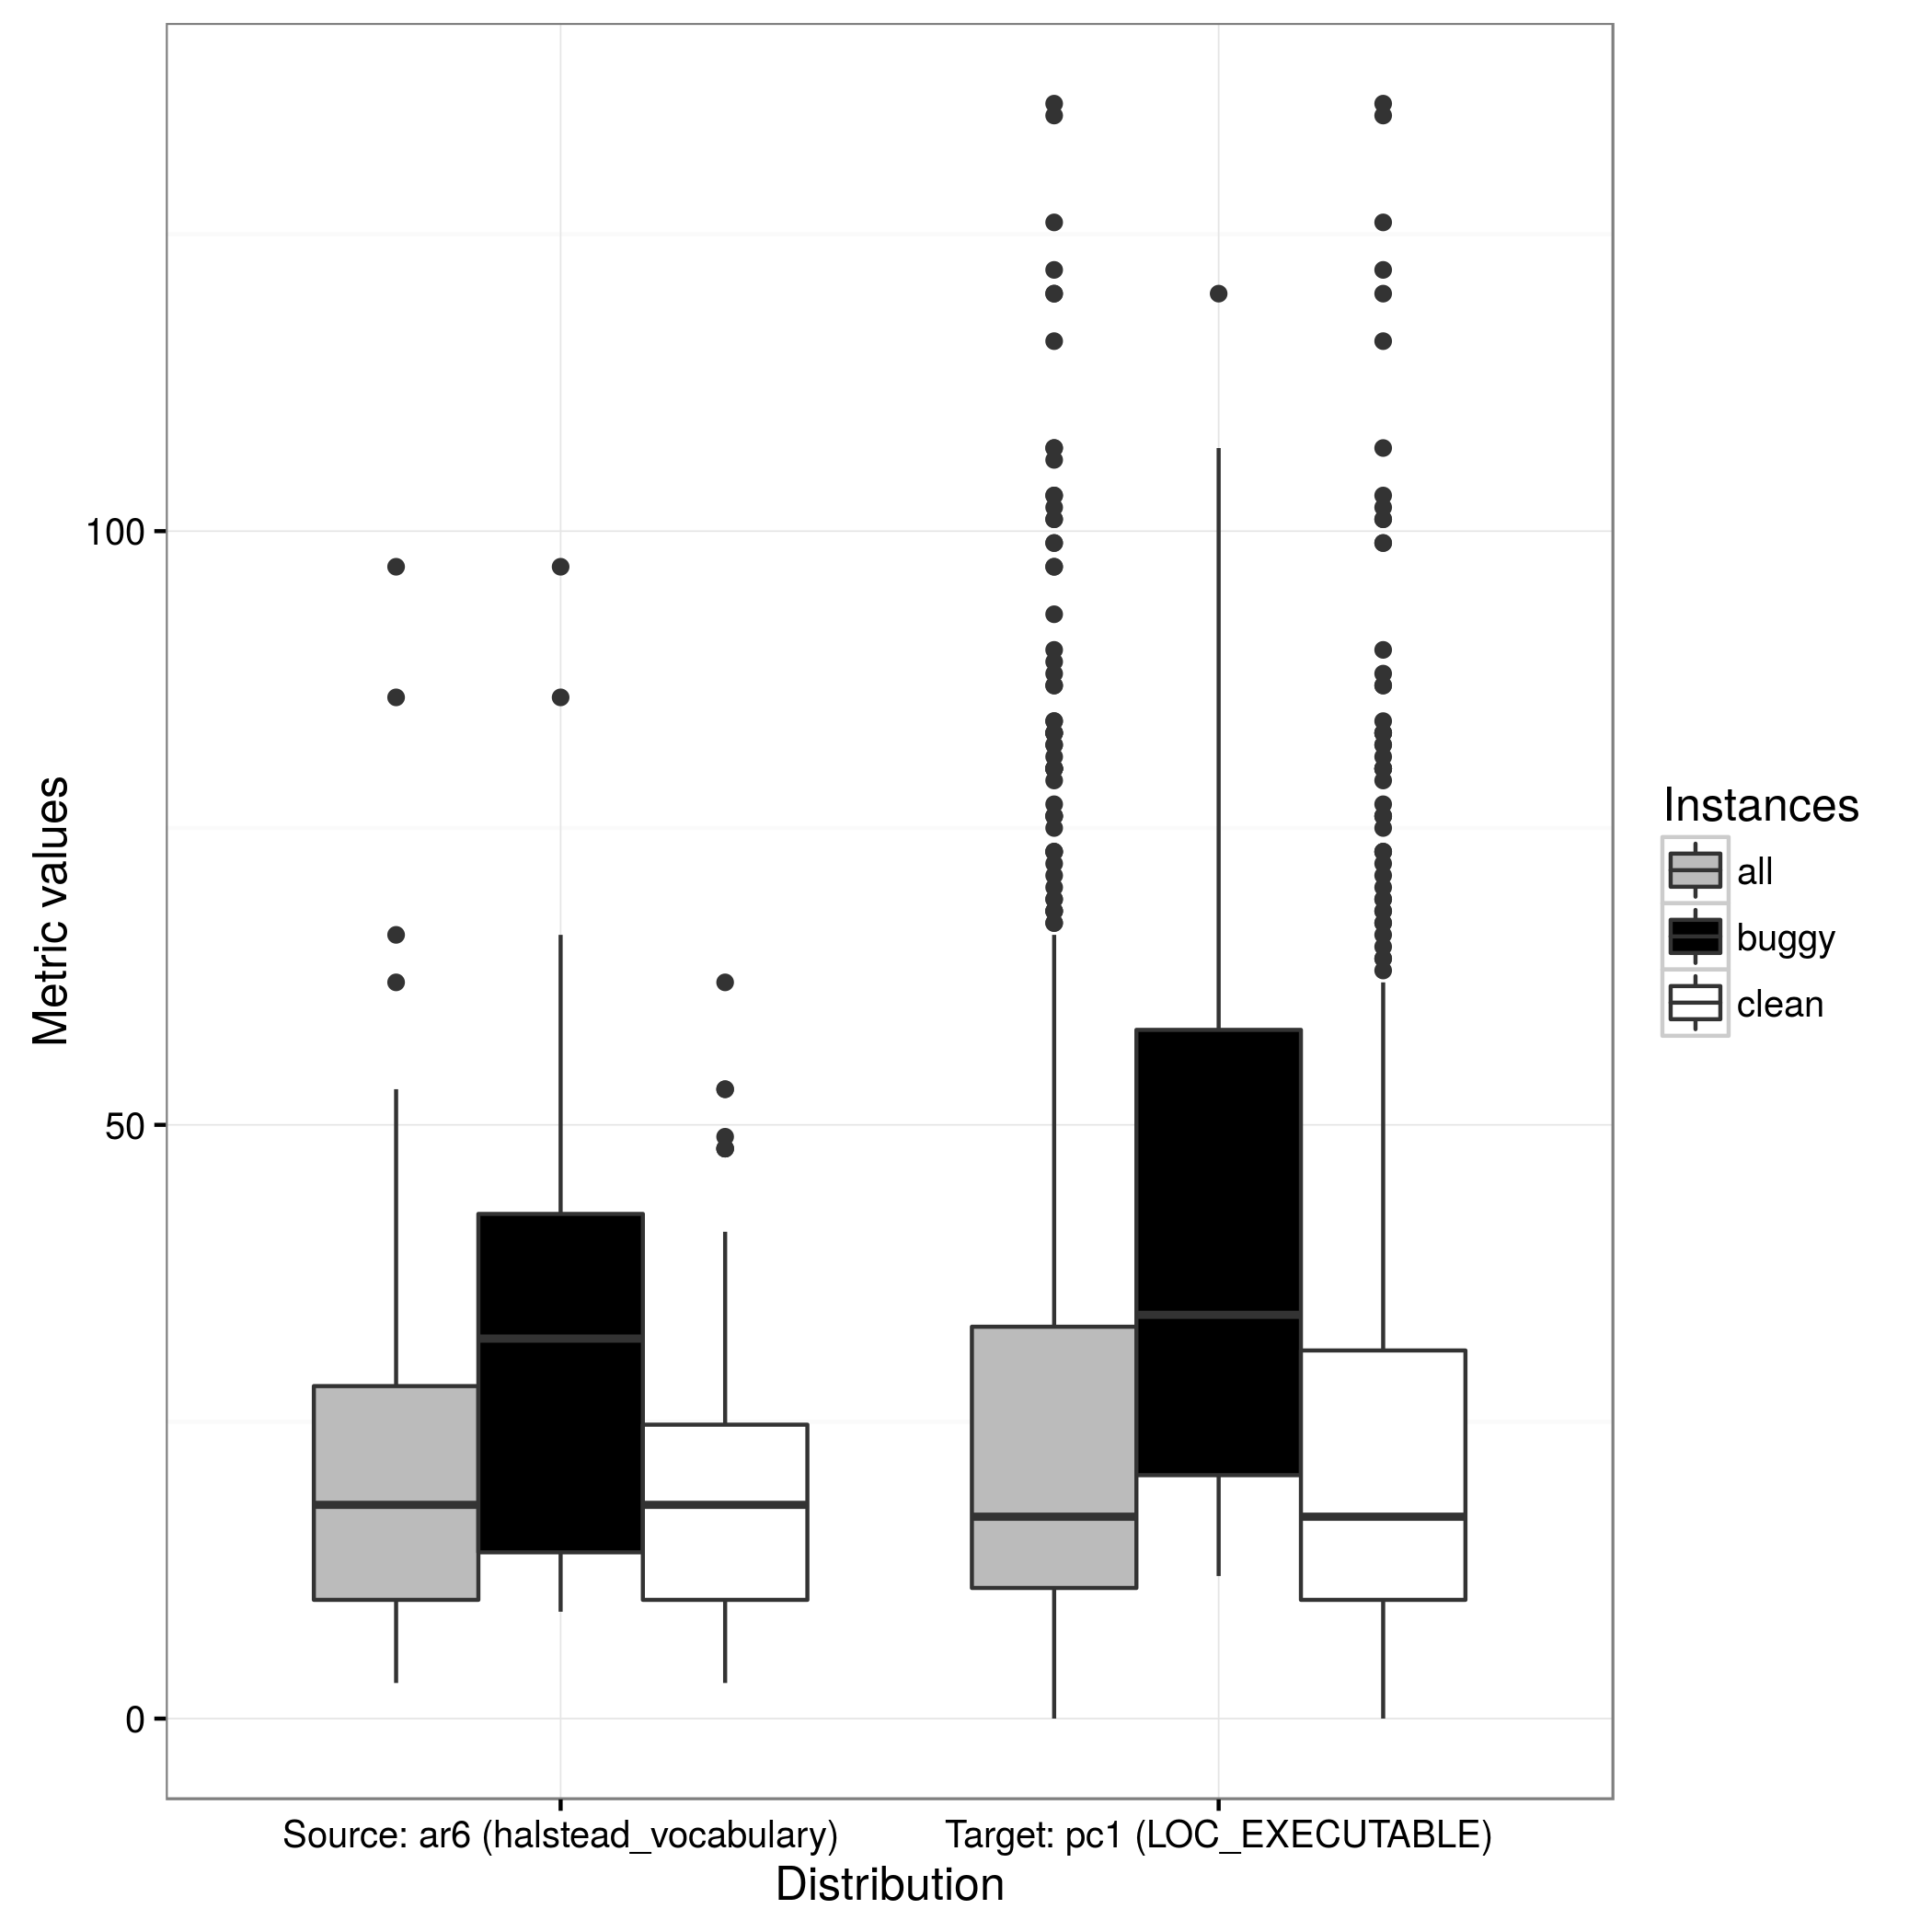 Metric values
100
50
0
Source: ar6 (halstead_vocabulary)
Target: pc1 (LOC_EXECUTABLE)
Distribution
Instances
all
buggy
clean